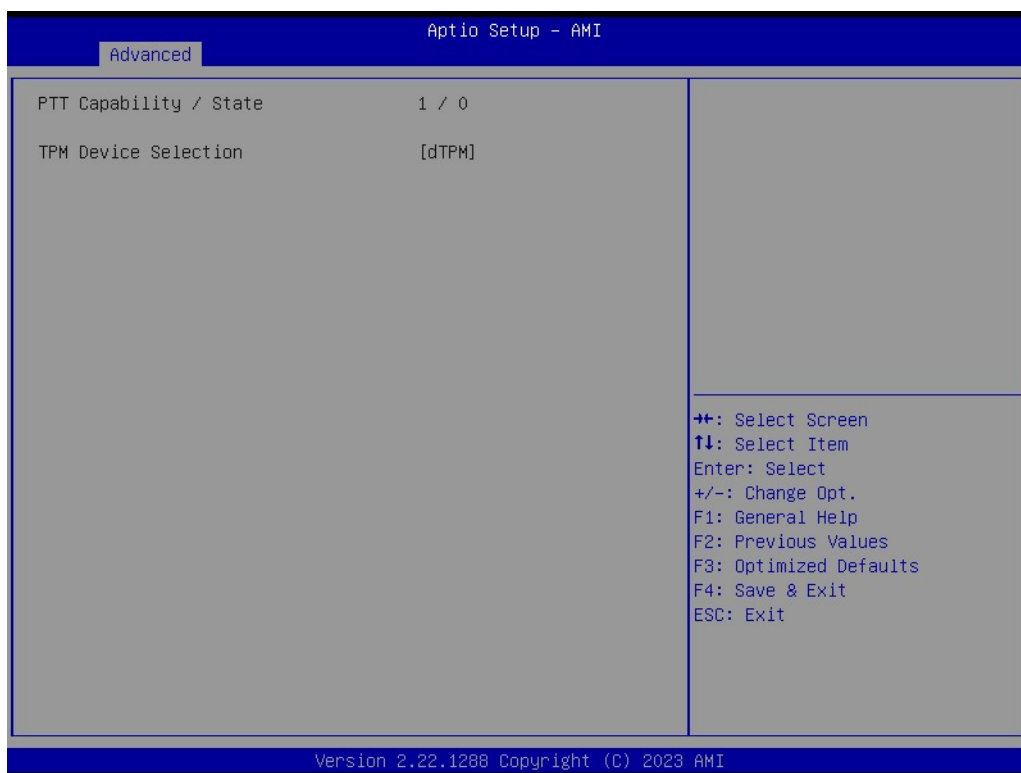 Aptio Setup – AMI
Advanced
PTT Capability / State 1 / 0
TPM Device Selection [dTPM]
→←: Select Screen
↑↓: Select Item
Enter: Select
+/-: Change Opt.
F1: General Help
F2: Previous Values
F3: Optimized Defaults
F4: Save & Exit
ESC: Exit
Version 2.22.1288 Copyright (C) 2023 AMI